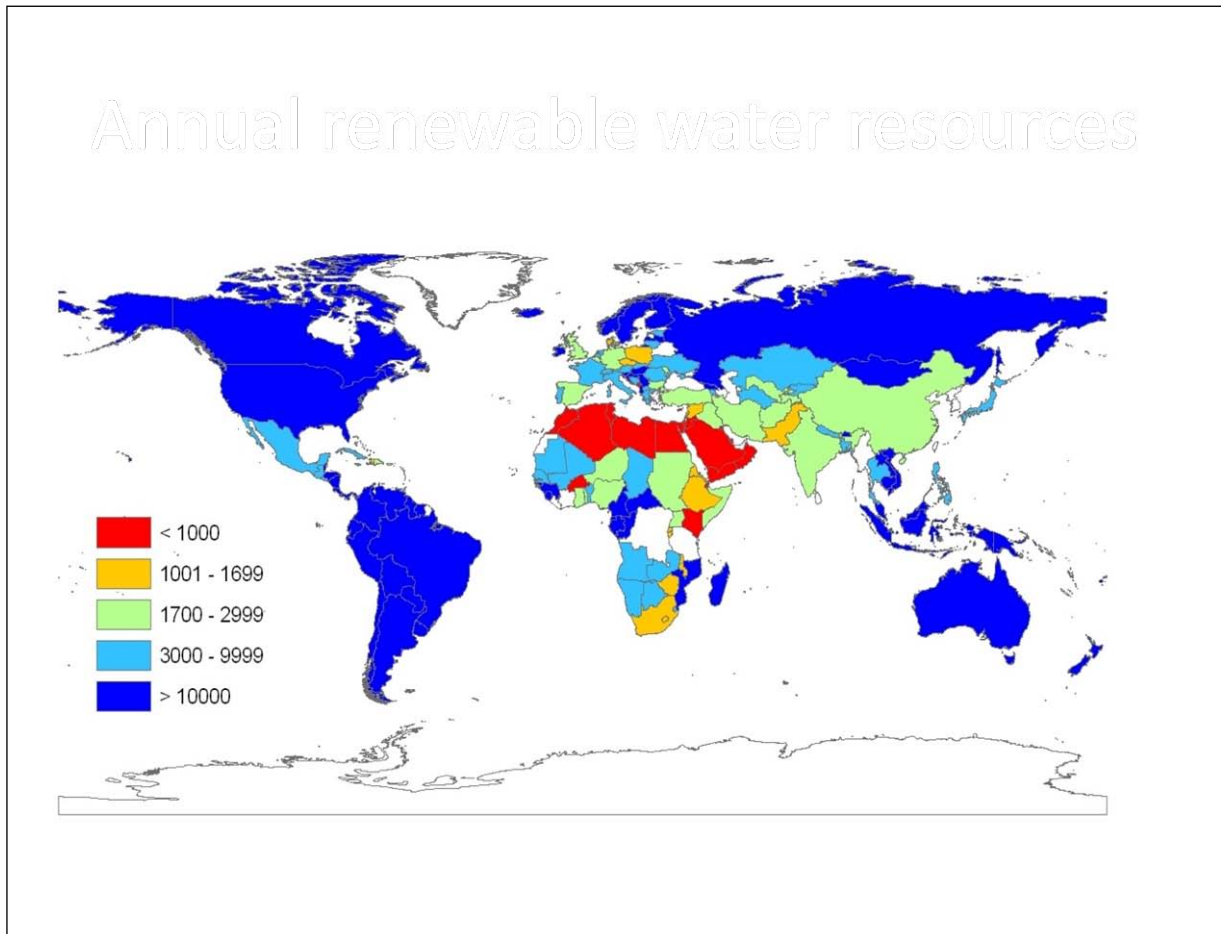 Annual renewable water resources
< 1000
1001 - 1699
1700 - 2999
3000 - 9999
> 10000